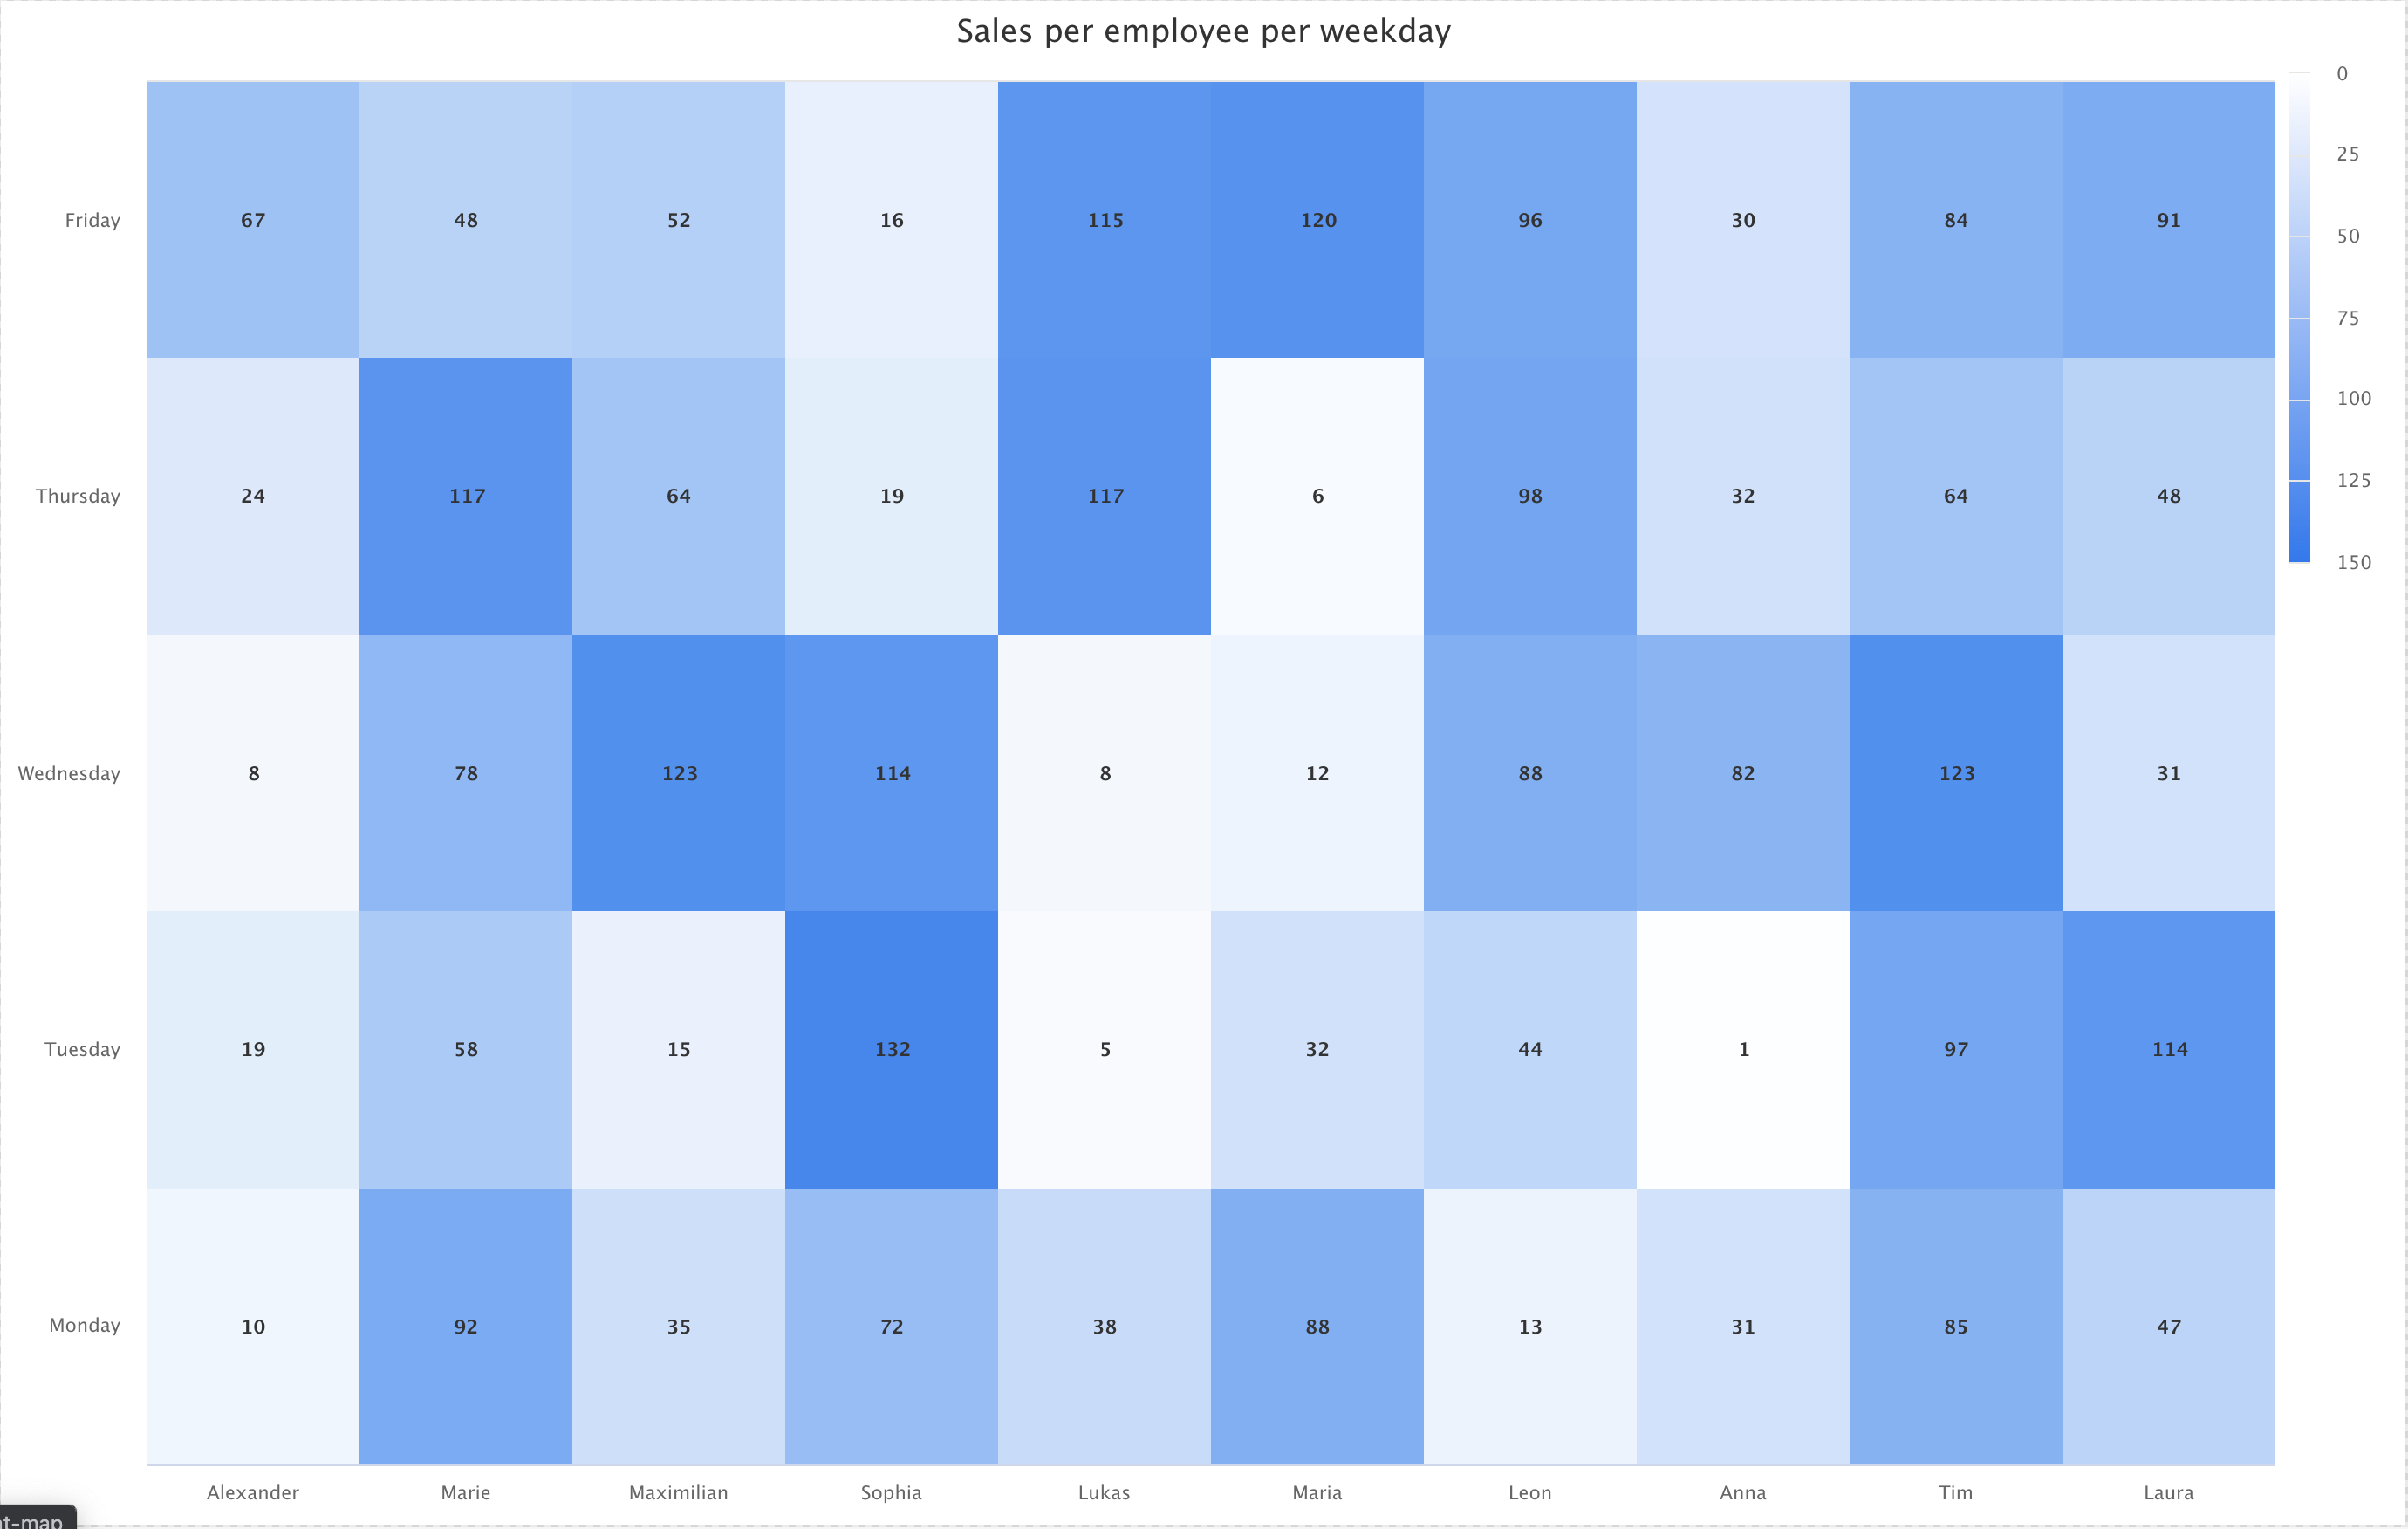 Sales per employee per weekday
0
25
50
75
100
125
150
Friday 67 48 52 16 115 120 96 30 84 91
Thursday 24 117 64 19 117 6 98 32 64 48
Wednesday 8 78 123 114 8 12 88 82 123 31
Tuesday 19 58 15 132 5 32 44 1 97 114
Monday 10 92 35 72 38 88 13 31 85 47
Alexander Marie Maximilian Sophia Lukas Maria Leon Anna Tim Laura
t-map